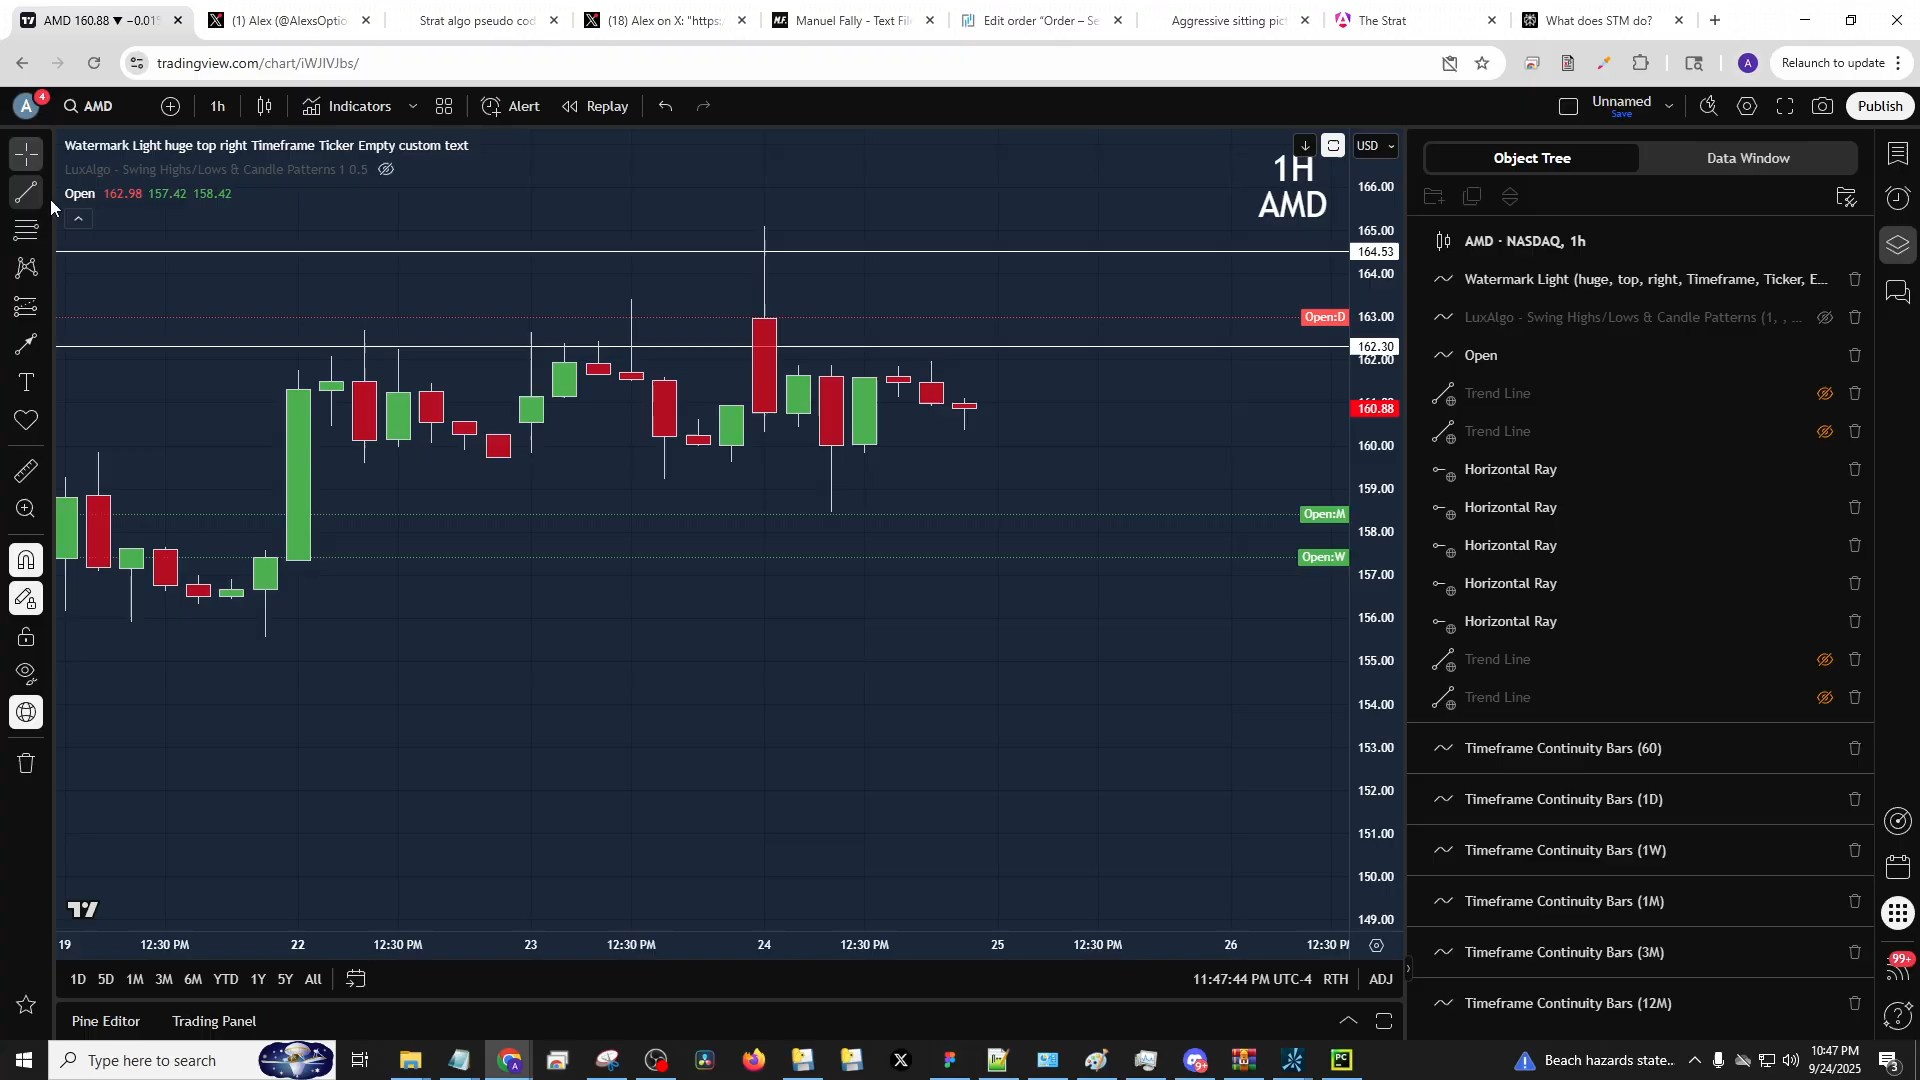 AMD 160.88 ▼ −0.01
(1) Alex (@AlexsOptio
Strat algo pseudo cod
(18) Alex on X: "https:
Manuel Fally - Text File
Edit order “Order – Se
Aggressive sitting pict
The Strat
What does STM do?
tradingview.com/chart/iWJIVJbs/
A
Relaunch to update
A
4
AMD
1h
Indicators
Alert
Replay
Unnamed
Save
Publish
Watermark Light huge top right Timeframe Ticker Empty custom text
LuxAlgo - Swing Highs/Lows & Candle Patterns 1 0.5
Open 162.98 157.42 158.42
1H
AMD
USD
166.00
165.00
164.53
164.00
Open:D
163.00
162.30
162.00
160.88
160.00
159.00
Open:M
158.00
Open:W
157.00
156.00
155.00
154.00
153.00
152.00
151.00
150.00
149.00
19
12:30 PM
22
12:30 PM
23
12:30 PM
24
12:30 PM
25
12:30 PM
26
12:30 P
1D
5D
1M
3M
6M
YTD
1Y
5Y
All
11:47:44 PM UTC-4
RTH
ADJ
Pine Editor
Trading Panel
Object Tree
Data Window
AMD · NASDAQ, 1h
Watermark Light (huge, top, right, Timeframe, Ticker, E...
LuxAlgo - Swing Highs/Lows & Candle Patterns (1, , ...
Open
Trend Line
Trend Line
Horizontal Ray
Horizontal Ray
Horizontal Ray
Horizontal Ray
Horizontal Ray
Trend Line
Trend Line
Timeframe Continuity Bars (60)
Timeframe Continuity Bars (1D)
Timeframe Continuity Bars (1W)
Timeframe Continuity Bars (1M)
Timeframe Continuity Bars (3M)
Timeframe Continuity Bars (12M)
99+
Type here to search
Beach hazards state...
10:47 PM
9/24/2025
3